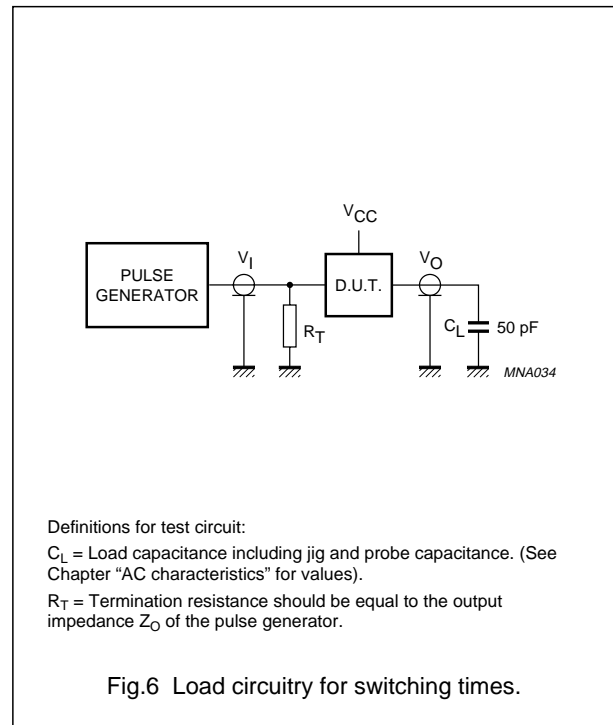 V_CC
PULSE
GENERATOR
V_I
D.U.T.
V_O
R_T
C_L
50 pF
MNA034
Definitions for test circuit:
C_L = Load capacitance including jig and probe capacitance. (See
Chapter “AC characteristics” for values).
R_T = Termination resistance should be equal to the output
impedance Z_O of the pulse generator.
Fig.6 Load circuitry for switching times.